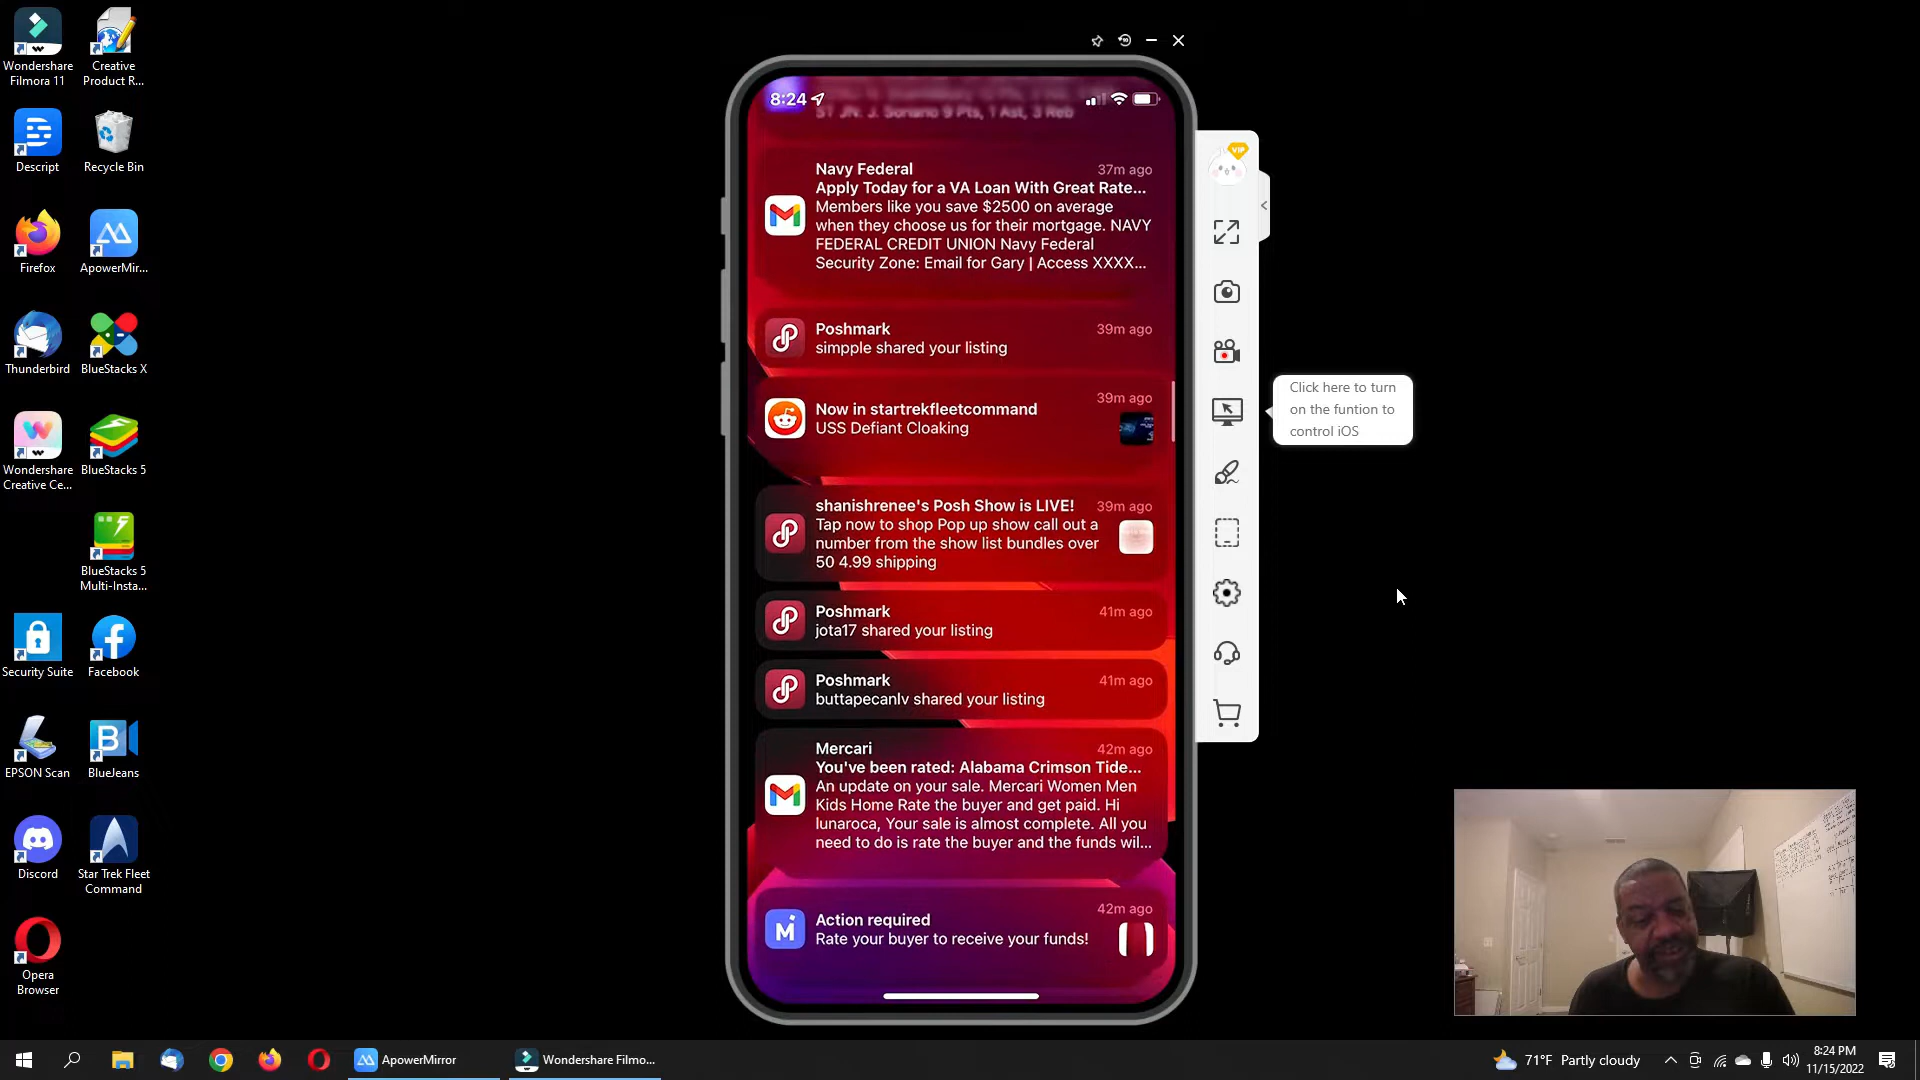 Wondershare
Filmora 11
Creative
Product R...
Descript
Recycle Bin
Firefox
ApowerMir...
Thunderbird
BlueStacks X
Wondershare
Creative Ce...
BlueStacks 5
BlueStacks 5
Multi-Insta...
Security Suite
Facebook
EPSON Scan
BlueJeans
Discord
Star Trek Fleet
Command
Opera
Browser
8:24
ST JN: J. Soriano 9 Pts, 1 Ast, 3 Reb
Navy Federal
37m ago
Apply Today for a VA Loan With Great Rate...
Members like you save $2500 on average
when they choose us for their mortgage. NAVY
FEDERAL CREDIT UNION Navy Federal
Security Zone: Email for Gary | Access XXXX...
Poshmark
39m ago
simpple shared your listing
39m ago
Now in startrekfleetcommand
USS Defiant Cloaking
shanishrenee's Posh Show is LIVE!
39m ago
Tap now to shop Pop up show call out a
number from the show list bundles over
50 4.99 shipping
Poshmark
41m ago
jota17 shared your listing
Poshmark
41m ago
buttapecanlv shared your listing
Mercari
42m ago
You've been rated: Alabama Crimson Tide...
An update on your sale. Mercari Women Men
Kids Home Rate the buyer and get paid. Hi
lunaroca, Your sale is almost complete. All you
need to do is rate the buyer and the funds wil...
42m ago
Action required
Rate your buyer to receive your funds!
VIP
Click here to turn
on the funtion to
control iOS
ApowerMirror
Wondershare Filmo...
71°F Partly cloudy
8:24 PM
11/15/2022